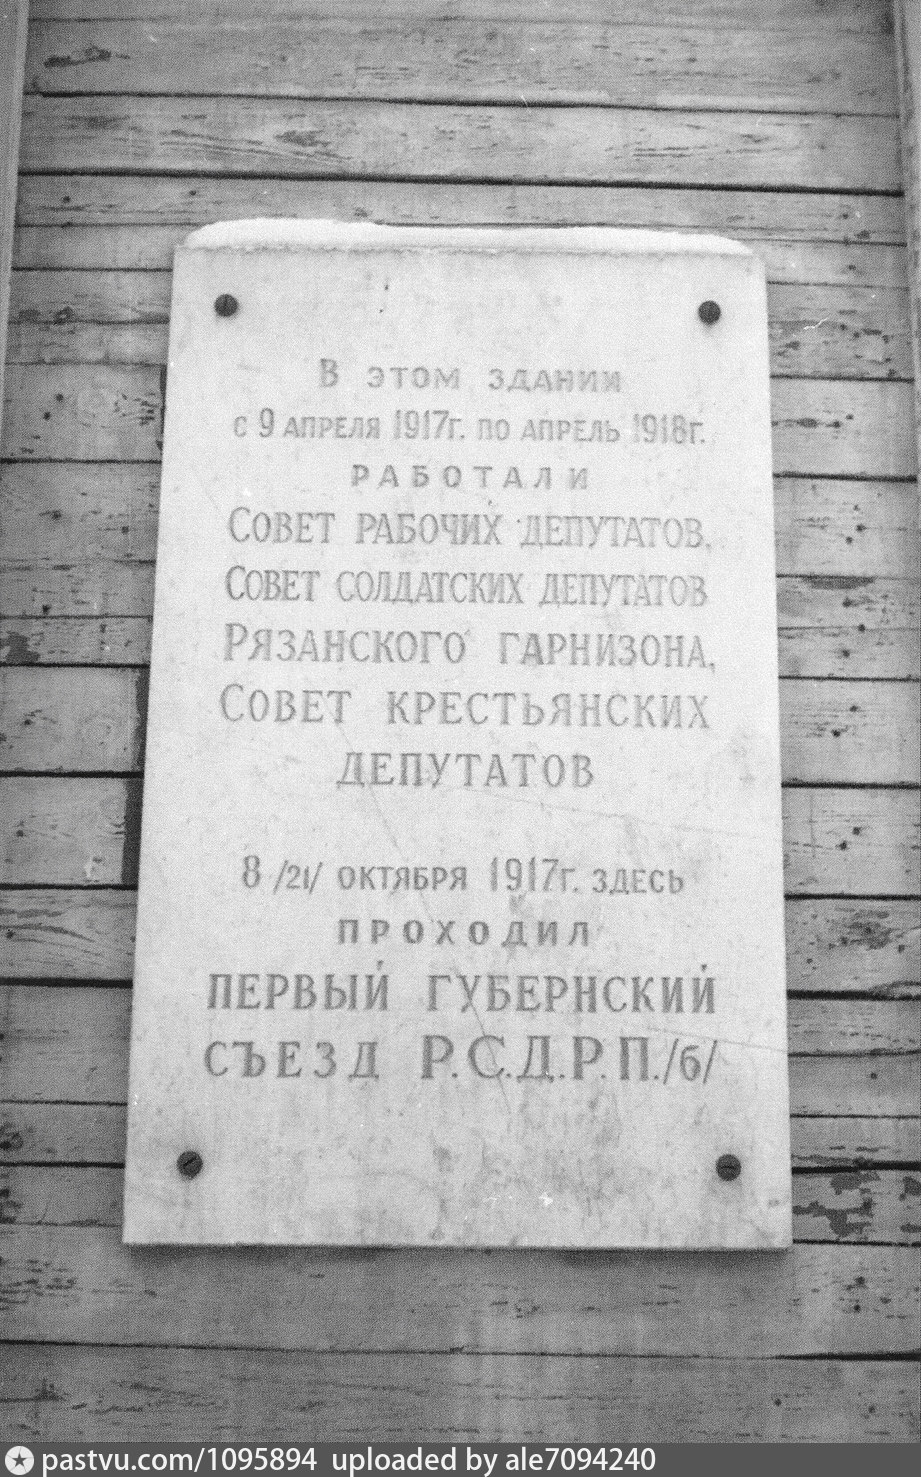 В ЭТОМ ЗДАНИИ
С 9 АПРЕЛЯ 1917Г. ПО АПРЕЛЬ 1918Г.
РАБОТАЛИ
СОВЕТ РАБОЧИХ ДЕПУТАТОВ,
СОВЕТ СОЛДАТСКИХ ДЕПУТАТОВ
РЯЗАНСКОГО ГАРНИЗОНА,
СОВЕТ КРЕСТЬЯНСКИХ
ДЕПУТАТОВ
8 /21/ ОКТЯБРЯ 1917Г. ЗДЕСЬ
ПРОХОДИЛ
ПЕРВЫЙ ГУБЕРНСКИЙ
СЪЕЗД Р.С.Д.Р.П./б/
pastvu.com/1095894 uploaded by ale7094240